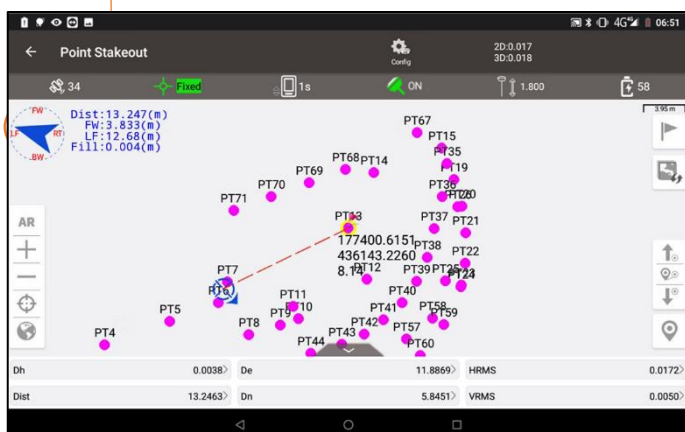 06:51
4G
Point Stakeout
Config
2D:0.017
3D:0.018
34
Fixed
1s
ON
1.800
58
FW
LF
RT
BW
Dist:13.247(m)
FW:3.833(m)
LF:12.68(m)
Fill:0.004(m)
3.95 m
AR
PT67
PT15
PT35
PT19
PT68
PT14
PT69
PT70
PT36
PT20
PT71
PT13
PT37
PT21
177400.6151
436143.2260
8.14
PT38
PT22
PT12
PT7
PT39
PT25
PT6
PT11
PT10
PT40
PT5
PT9
PT41
PT58
PT59
PT8
PT42
PT57
PT4
PT43
PT44
PT60
Dh
0.0038
De
11.8869
HRMS
0.0172
Dist
13.2463
Dn
5.8451
VRMS
0.0050